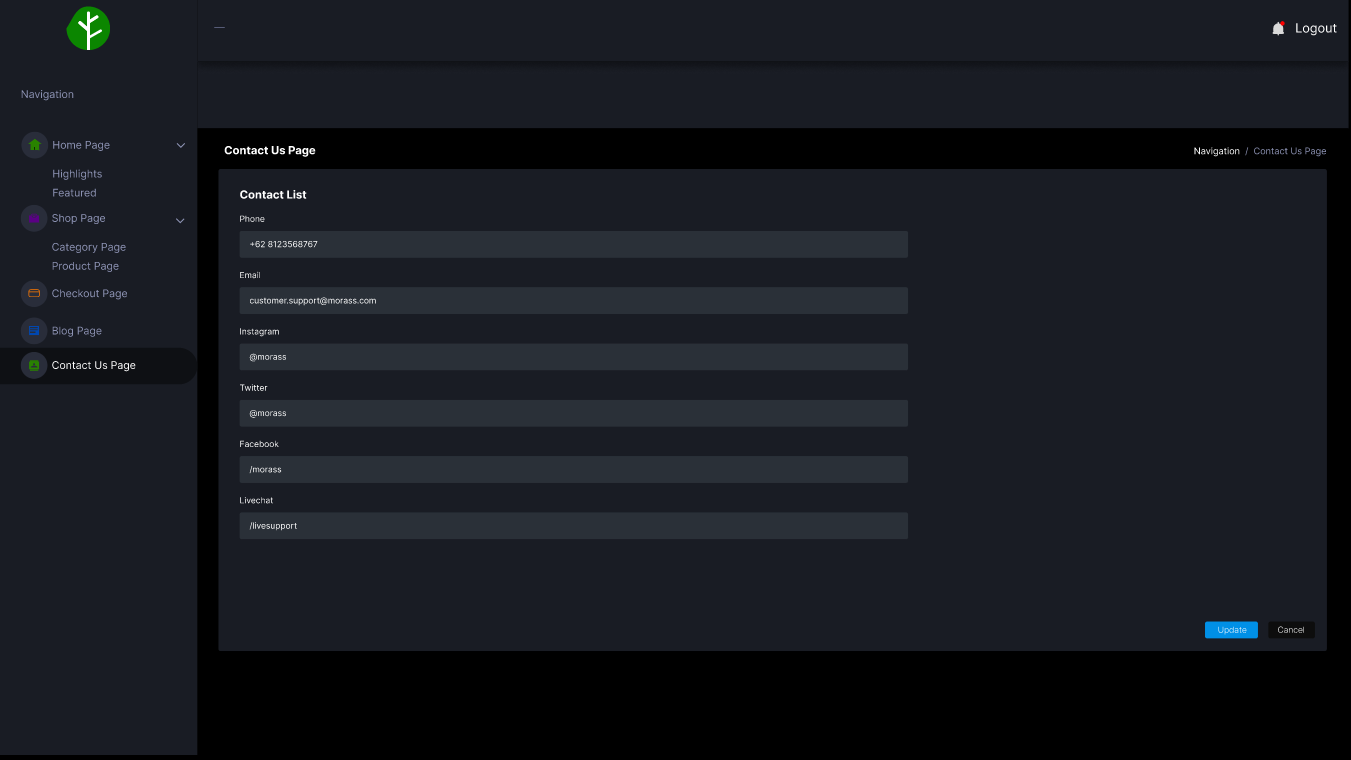 Logout
Navigation
Home Page
Highlights
Featured
Shop Page
Category Page
Product Page
Checkout Page
Blog Page
Contact Us Page
Contact Us Page
Navigation / Contact Us Page
Contact List
Phone
+62 8123568767
Email
customer.support@morass.com
Instagram
@morass
Twitter
@morass
Facebook
/morass
Livechat
/livesupport
Update
Cancel